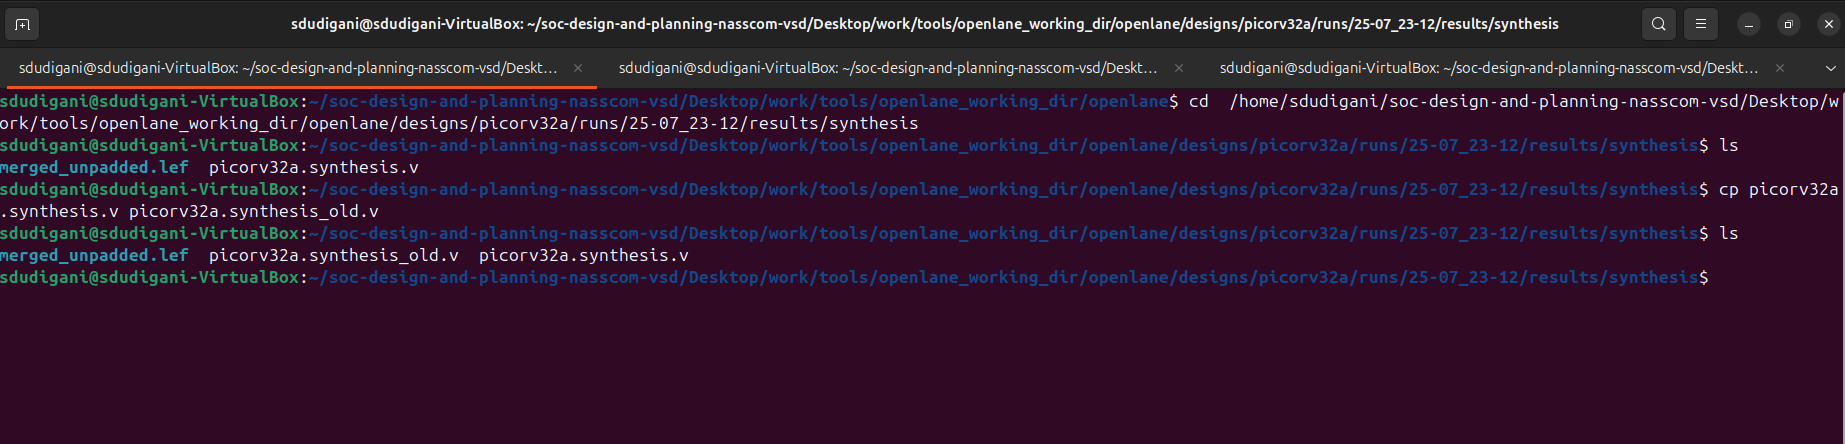 sdudigani@sdudigani-VirtualBox: ~/soc-design-and-planning-nasscom-vsd/Desktop/work/tools/openlane_working_dir/openlane/designs/picorv32a/runs/25-07_23-12/results/synthesis
sdudigani@sdudigani-VirtualBox: ~/soc-design-and-planning-nasscom-vsd/Deskt... × sdudigani@sdudigani-VirtualBox: ~/soc-design-and-planning-nasscom-vsd/Deskt... × sdudigani@sdudigani-VirtualBox: ~/soc-design-and-planning-nasscom-vsd/Deskt... ×
sdudigani@sdudigani-VirtualBox:~/soc-design-and-planning-nasscom-vsd/Desktop/work/tools/openlane_working_dir/openlane$ cd  /home/sdudigani/soc-design-and-planning-nasscom-vsd/Desktop/w
ork/tools/openlane_working_dir/openlane/designs/picorv32a/runs/25-07_23-12/results/synthesis
sdudigani@sdudigani-VirtualBox:~/soc-design-and-planning-nasscom-vsd/Desktop/work/tools/openlane_working_dir/openlane/designs/picorv32a/runs/25-07_23-12/results/synthesis$ ls
merged_unpadded.lef  picorv32a.synthesis.v
sdudigani@sdudigani-VirtualBox:~/soc-design-and-planning-nasscom-vsd/Desktop/work/tools/openlane_working_dir/openlane/designs/picorv32a/runs/25-07_23-12/results/synthesis$ cp picorv32a
.synthesis.v picorv32a.synthesis_old.v
sdudigani@sdudigani-VirtualBox:~/soc-design-and-planning-nasscom-vsd/Desktop/work/tools/openlane_working_dir/openlane/designs/picorv32a/runs/25-07_23-12/results/synthesis$ ls
merged_unpadded.lef  picorv32a.synthesis_old.v  picorv32a.synthesis.v
sdudigani@sdudigani-VirtualBox:~/soc-design-and-planning-nasscom-vsd/Desktop/work/tools/openlane_working_dir/openlane/designs/picorv32a/runs/25-07_23-12/results/synthesis$